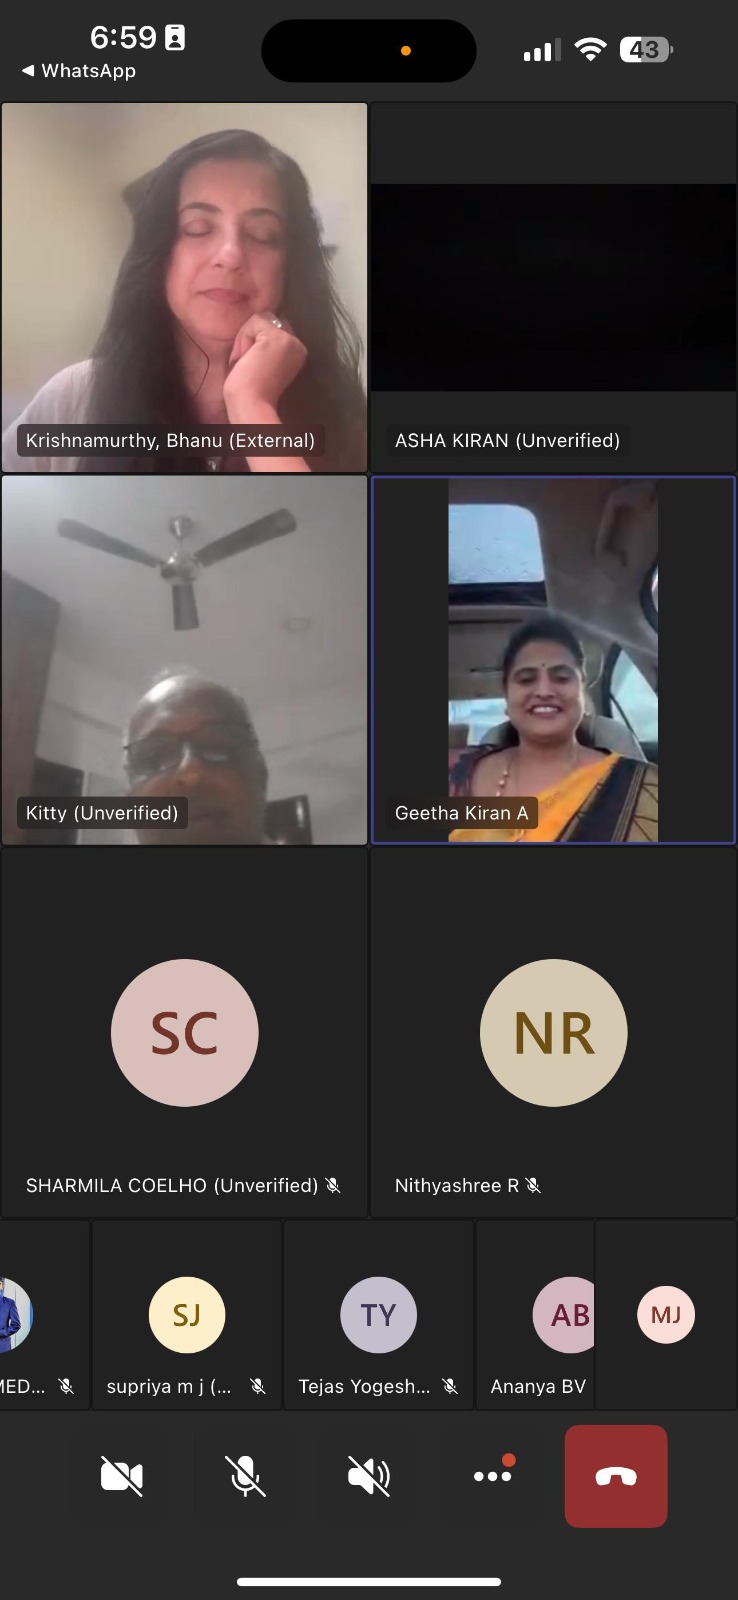 6:59
43
WhatsApp
Krishnamurthy, Bhanu (External)
ASHA KIRAN (Unverified)
Kitty (Unverified)
Geetha Kiran A
SC
NR
SHARMILA COELHO (Unverified)
Nithyashree R
SJ
TY
AB
MJ
MED...
supriya m j (...
Tejas Yogesh...
Ananya BV